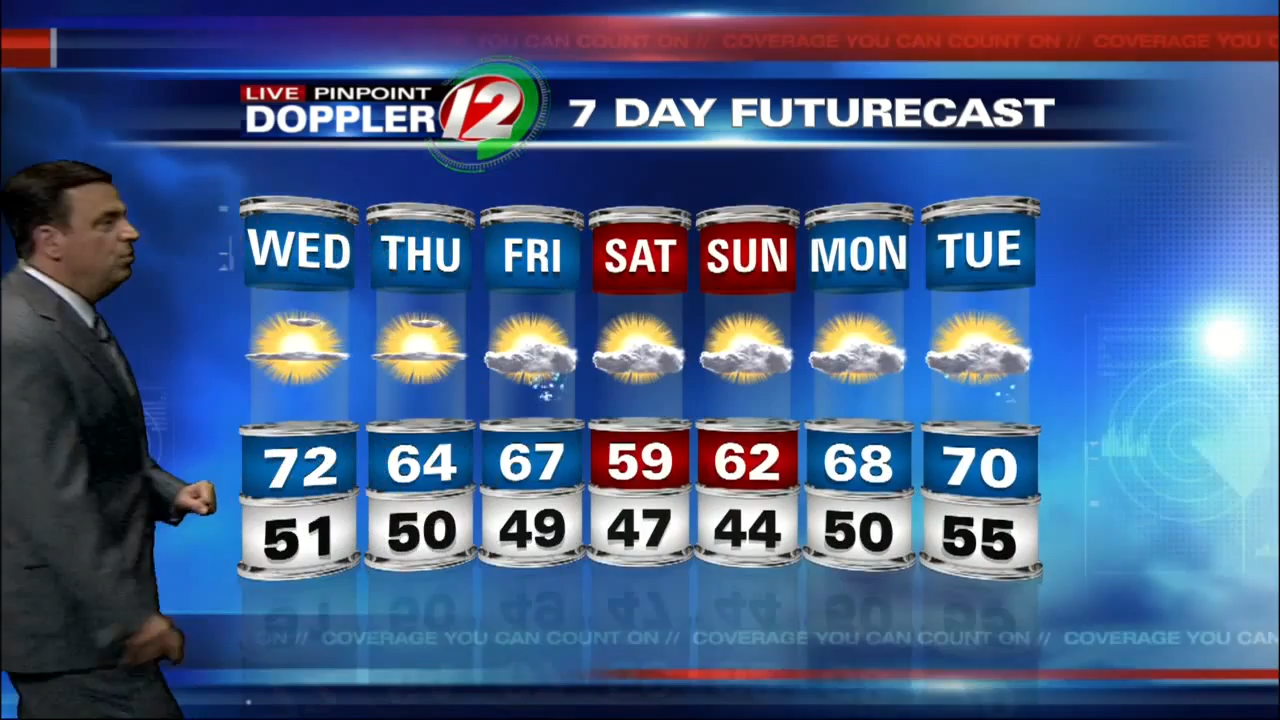 YOU CAN COUNT ON // COVERAGE YOU CAN COUNT ON // COVERAGE YOU C
LIVE PINPOINT
DOPPLER 12
7 DAY FUTURECAST
WED THU FRI SAT SUN MON TUE
72 64 67 59 62 68 70
51 50 49 47 44 50 55
ON // COVERAGE YOU CAN COUNT ON // COVERAGE YOU CAN COUNT ON // COVERAGE YOU CAN